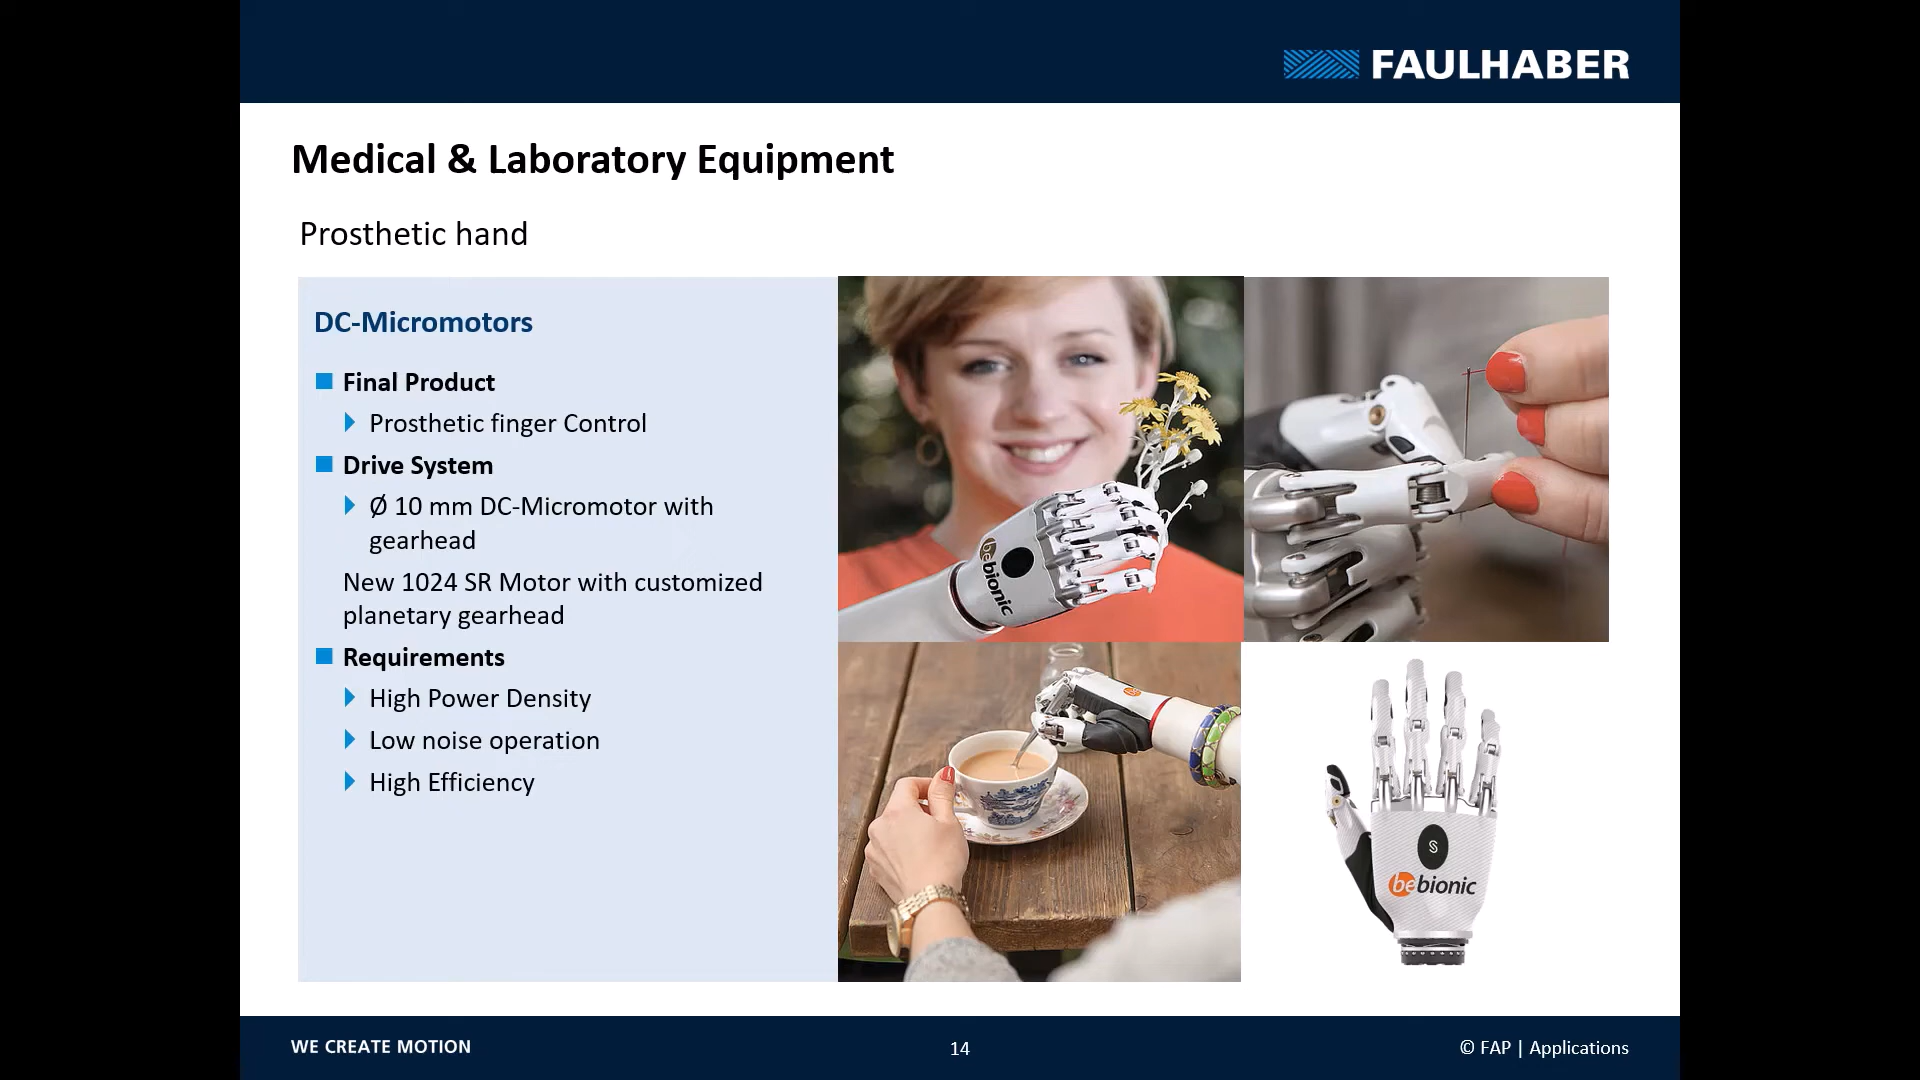 FAULHABER
Medical & Laboratory Equipment
Prosthetic hand
DC-Micromotors
Final Product
Prosthetic finger Control
Drive System
Ø 10 mm DC-Micromotor with
gearhead
New 1024 SR Motor with customized
planetary gearhead
Requirements
High Power Density
Low noise operation
High Efficiency
bebionic
bebionic
WE CREATE MOTION
14
© FAP | Applications